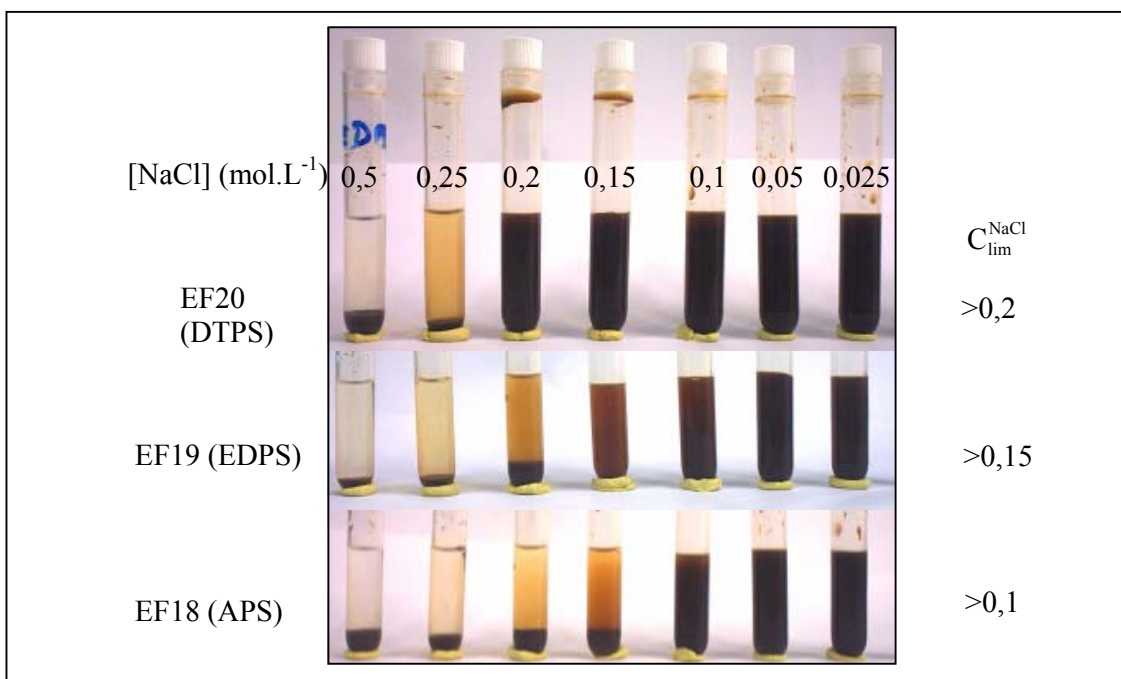 [NaCl] (mol.L-1) 0,5 0,25 0,2 0,15 0,1 0,05 0,025
C NaCl lim
EF20 (DTPS) >0,2
EF19 (EDPS) >0,15
EF18 (APS) >0,1